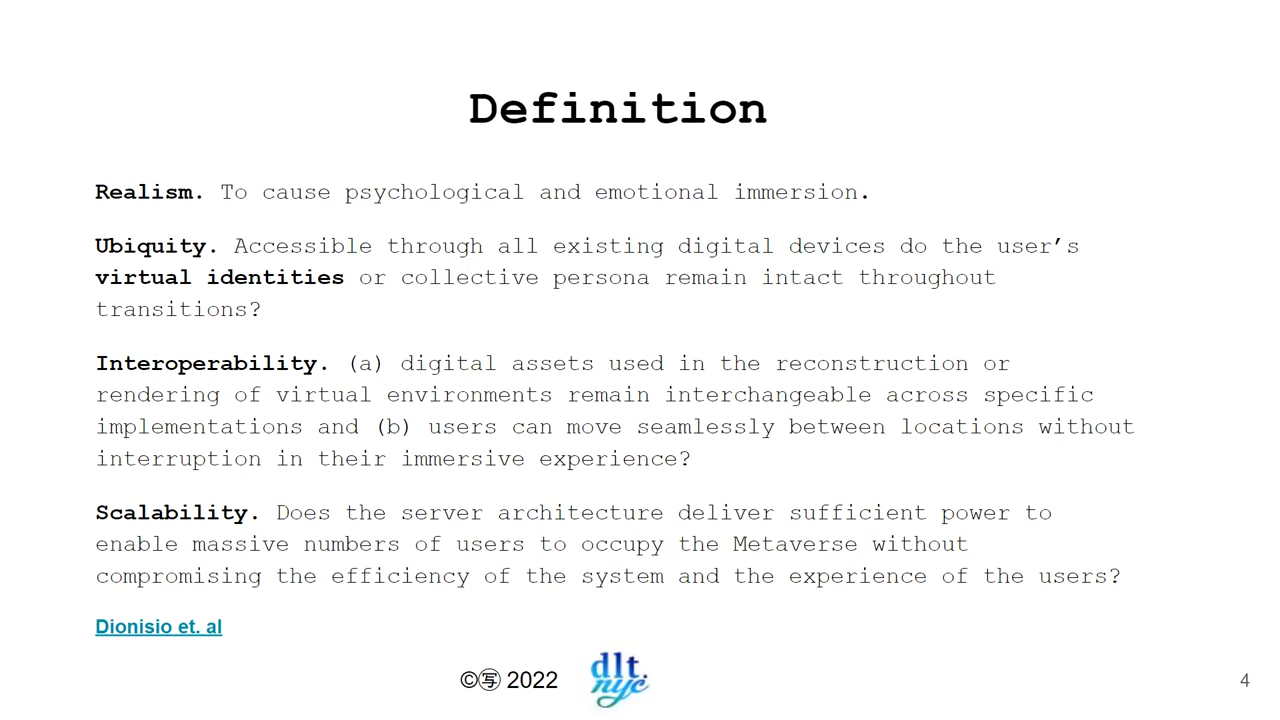 Definition
Realism. To cause psychological and emotional immersion.
Ubiquity. Accessible through all existing digital devices do the user’s
virtual identities or collective persona remain intact throughout
transitions?
Interoperability. (a) digital assets used in the reconstruction or
rendering of virtual environments remain interchangeable across specific
implementations and (b) users can move seamlessly between locations without
interruption in their immersive experience?
Scalability. Does the server architecture deliver sufficient power to
enable massive numbers of users to occupy the Metaverse without
compromising the efficiency of the system and the experience of the users?
Dionisio et. al
©㊢ 2022
dlt.
nyc
4